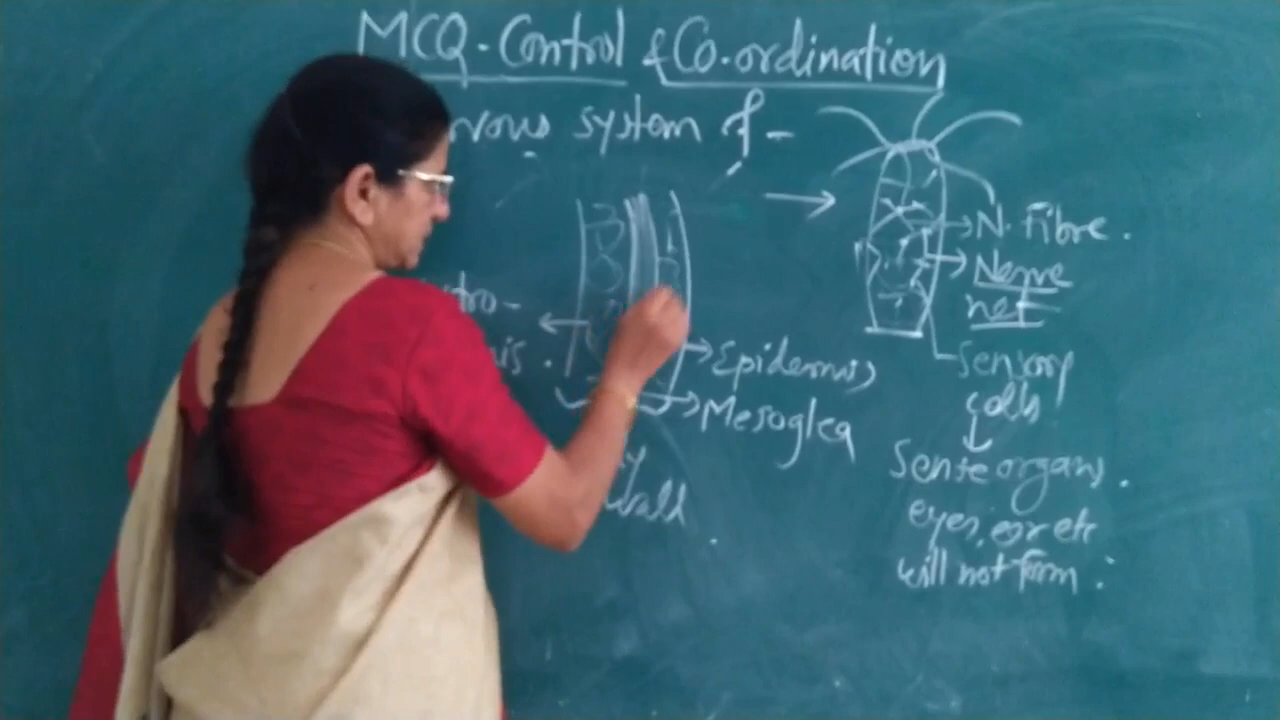 MCQ. Control & Co.ordination
system of -
N. Fibre.
Nerve
net
Sensory
cells
Epidermis
Mesoglea
Sense organs.
eyes, ear etc
will not form.
wall